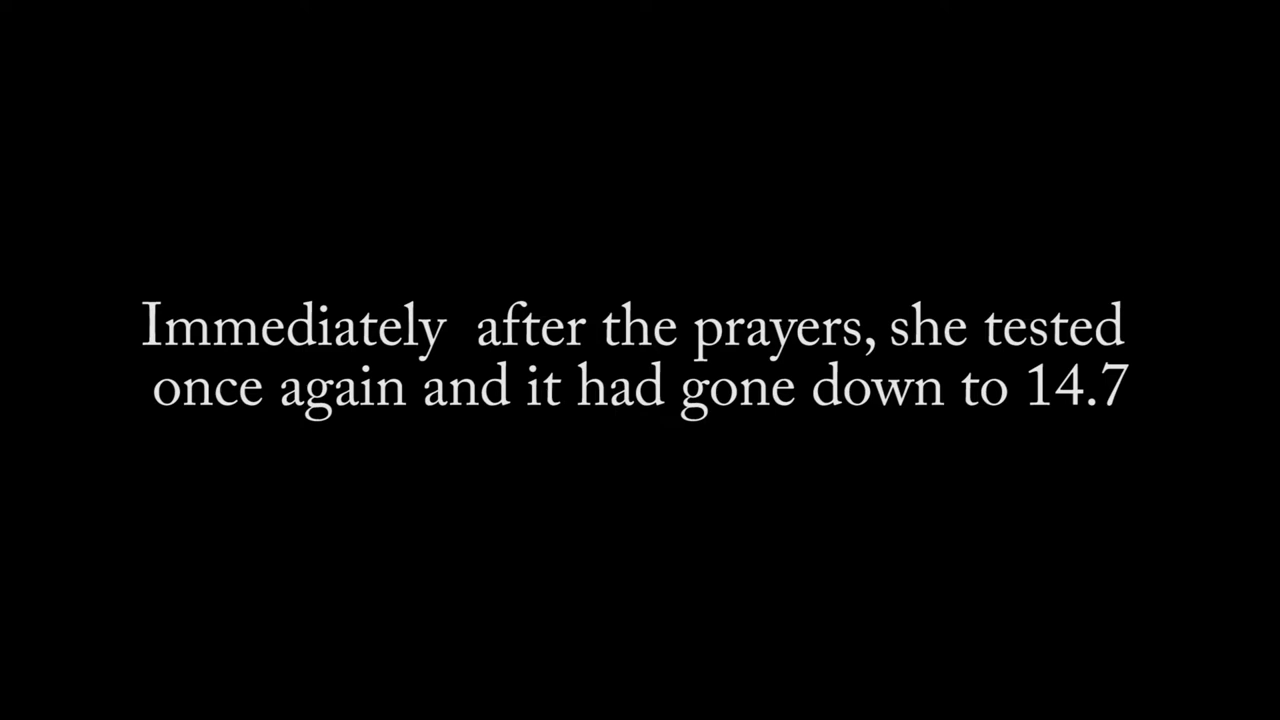 Immediately  after the prayers, she tested
once again and it had gone down to 14.7